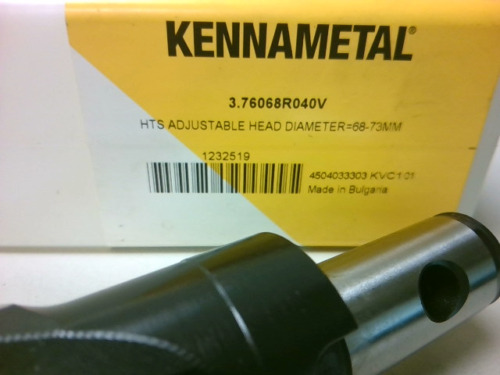 KENNAMETAL®
3.76068R040V
HTS ADJUSTABLE HEAD DIAMETER=68-73MM
1232519
4504033303 KVC1 01
Made in Bulgaria